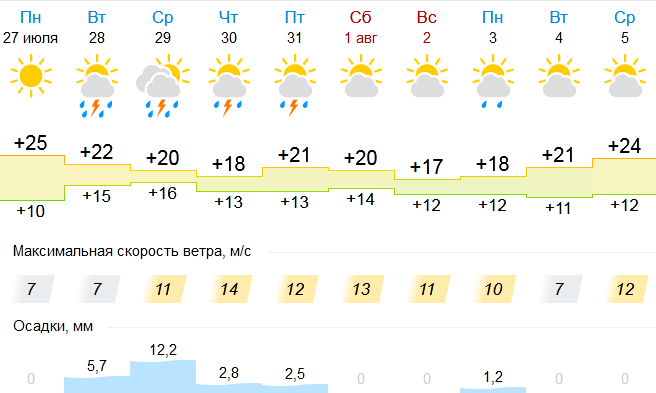 Пн Вт Ср Чт Пт Сб Вс Пн Вт Ср
27 июля 28 29 30 31 1 авг 2 3 4 5
+25 +22 +20 +18 +21 +20 +17 +18 +21 +24
+10 +15 +16 +13 +13 +14 +12 +12 +11 +12
Максимальная скорость ветра, м/с
7 7 11 14 12 13 11 10 7 12
Осадки, мм
0 5,7 12,2 2,8 2,5 0 0 1,2 0 0